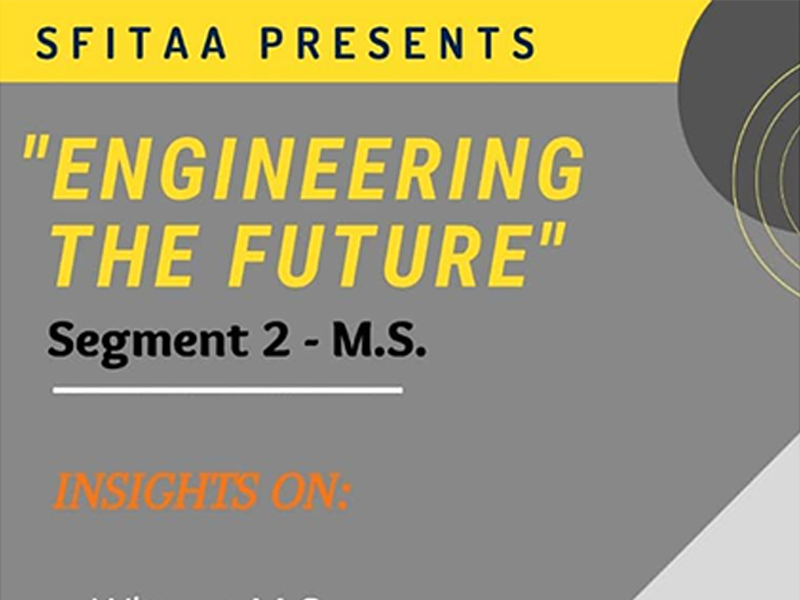 SFITAA PRESENTS
"ENGINEERING
THE FUTURE"
Segment 2 - M.S.
INSIGHTS ON: